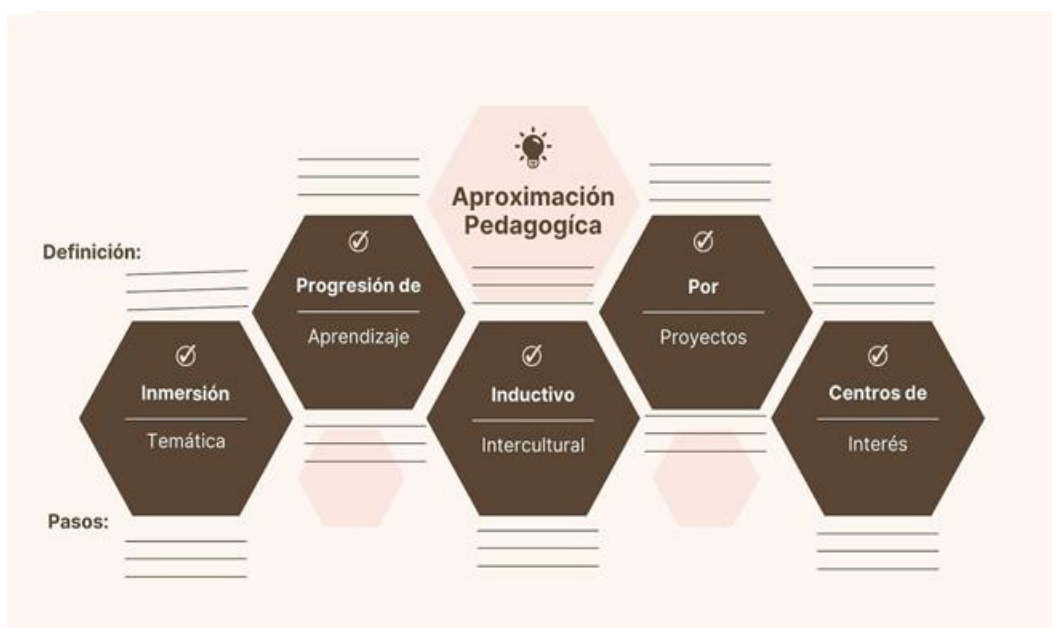 Aproximación
Pedagogíca
Definición:
Progresión de
Aprendizaje
Por
Proyectos
Inmersión
Temática
Inductivo
Intercultural
Centros de
Interés
Pasos: